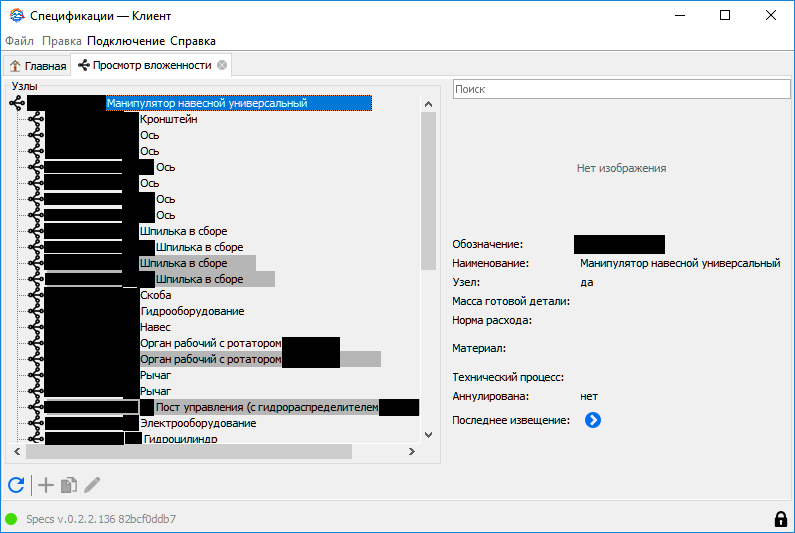 Спецификации — Клиент
Файл Правка Подключение Справка
Главная Просмотр вложенности
Узлы
Манипулятор навесной универсальный
Кронштейн
Ось
Ось
Ось
Ось
Ось
Ось
Шпилька в сборе
Шпилька в сборе
Шпилька в сборе
Шпилька в сборе
Скоба
Гидрооборудование
Навес
Орган рабочий с ротатором
Орган рабочий с ротатором
Рычаг
Рычаг
Пост управления (с гидрораспределителем
Электрооборудование
Гидроцилиндр
Поиск
Нет изображения
Обозначение:
Наименование: Манипулятор навесной универсальный
Узел: да
Масса готовой детали:
Норма расхода:
Материал:
Технический процесс:
Аннулирована: нет
Последнее извещение:
Specs v.0.2.2.136 82bcf0ddb7